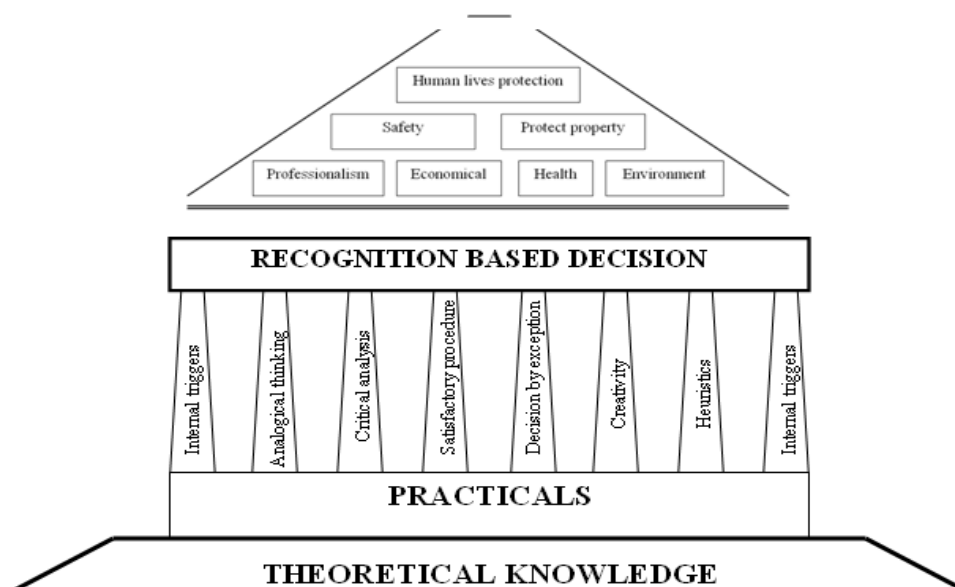 Human lives protection
Safety
Protect property
Professionalism
Economical
Health
Environment
RECOGNITION BASED DECISION
Internal triggers
Analogical thinking
Critical analysis
Satisfactory procedure
Decision by exception
Creativity
Heuristics
Internal triggers
PRACTICALS
THEORETICAL KNOWLEDGE